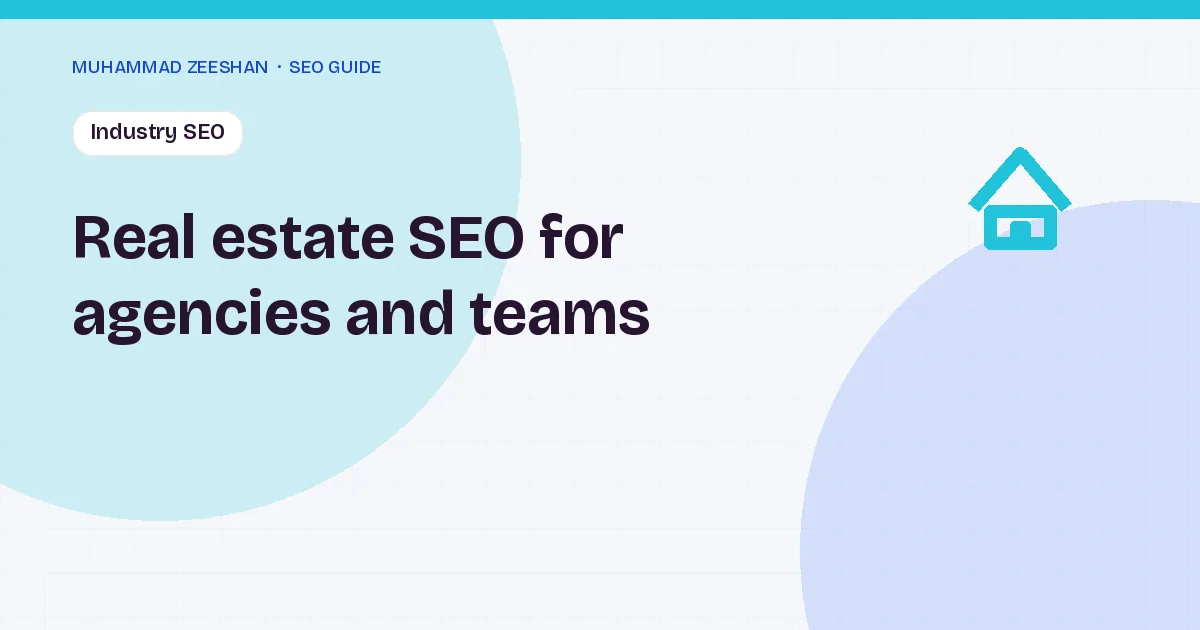 MUHAMMAD ZEESHAN · SEO GUIDE
Industry SEO
Real estate SEO for
agencies and teams